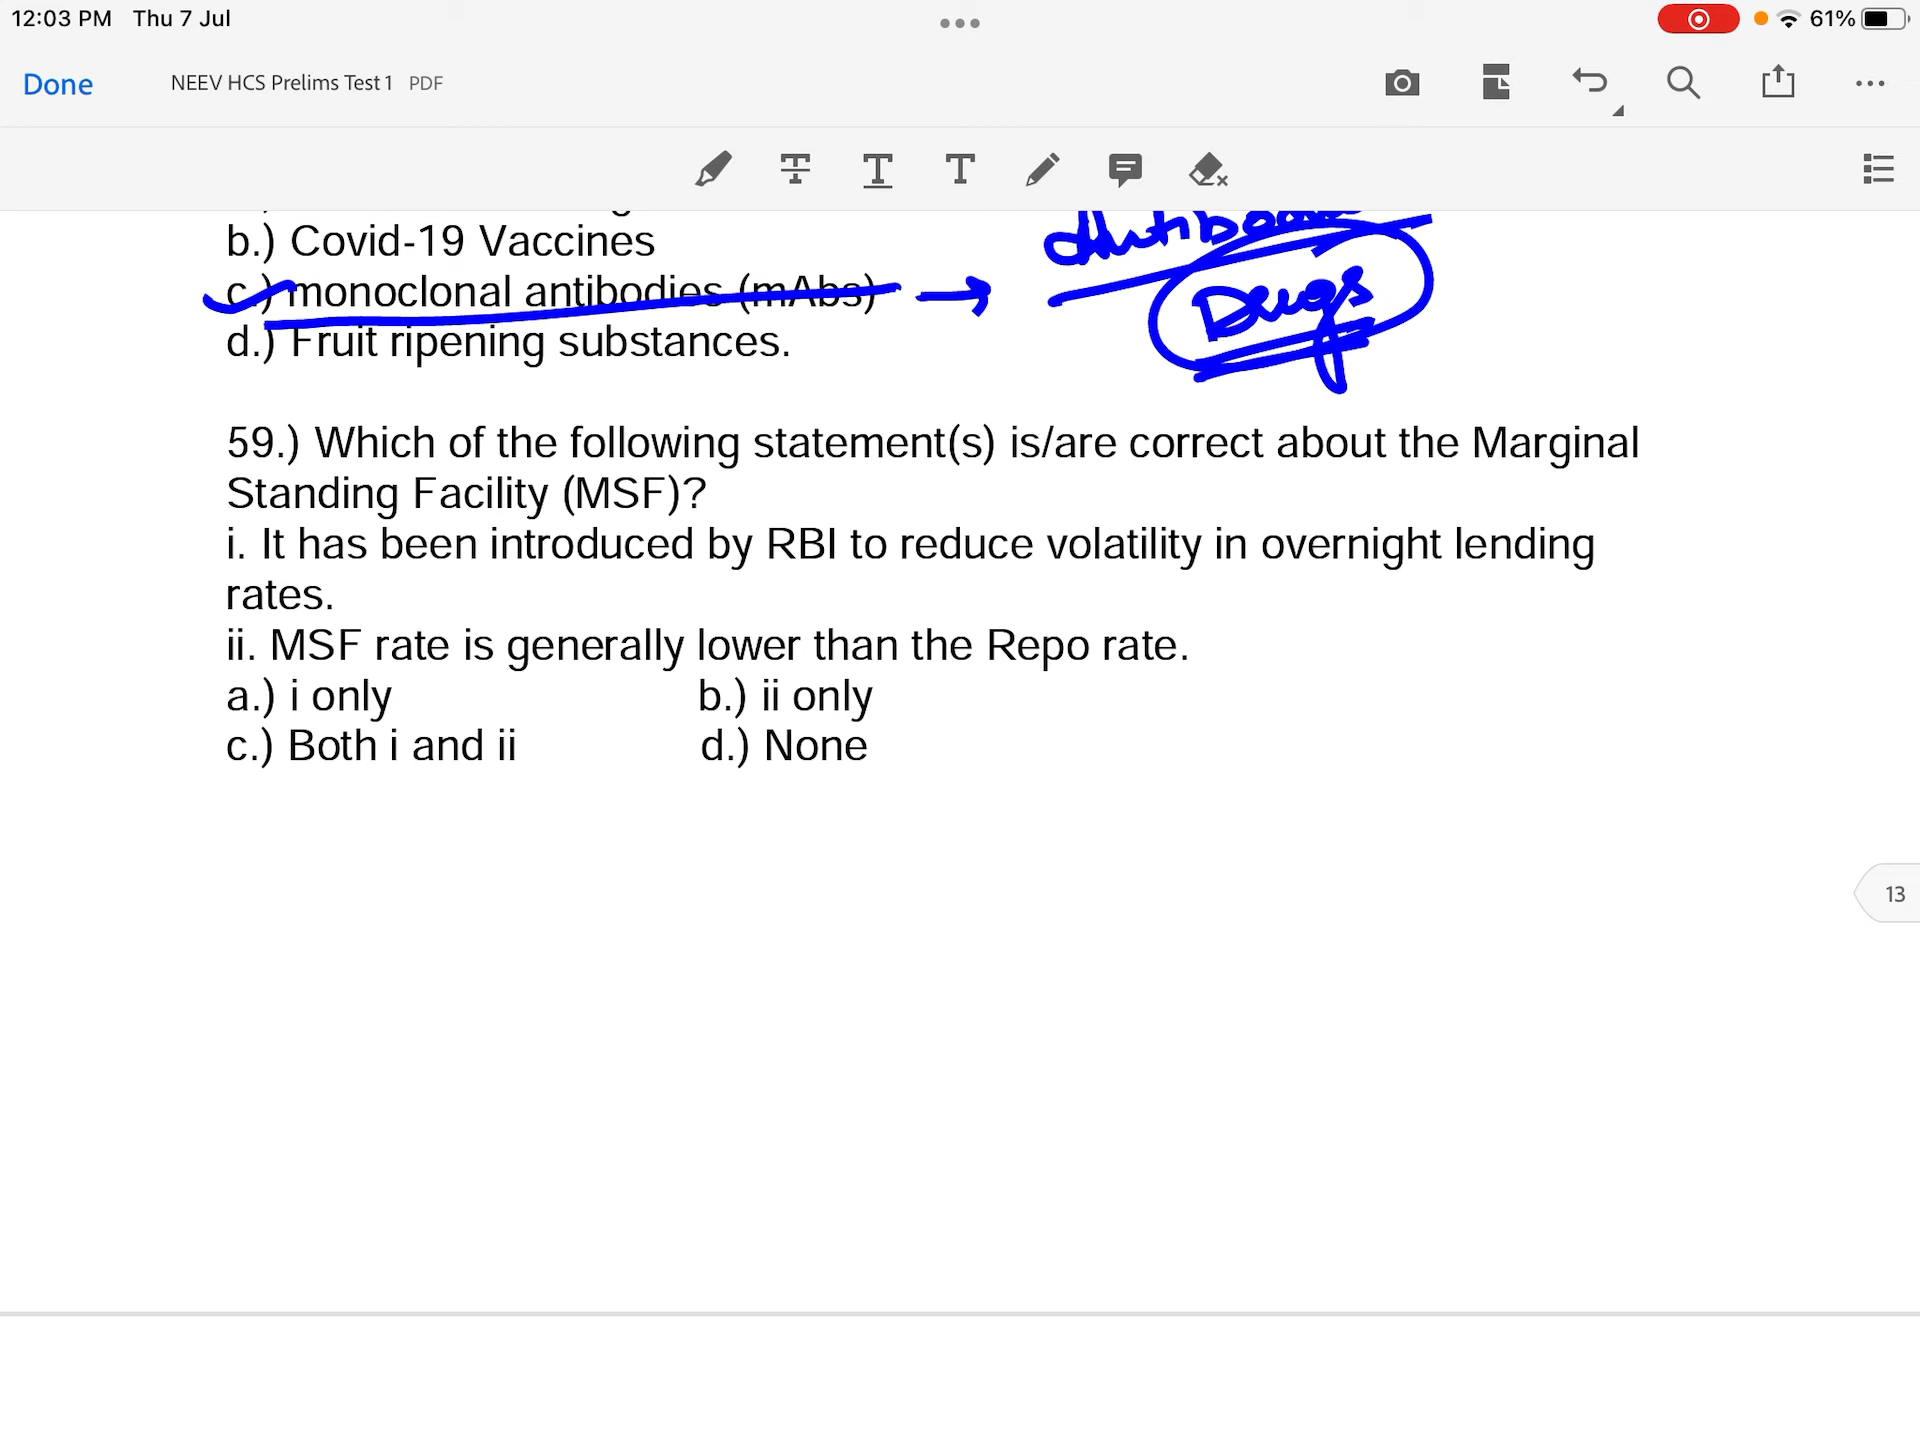 12:03 PM Thu 7 Jul
61%
Done
NEEV HCS Prelims Test 1 PDF
b.) Covid-19 Vaccines
c.) monoclonal antibodies (mAbs) →
Drugs
d.) Fruit ripening substances.
59.) Which of the following statement(s) is/are correct about the Marginal
Standing Facility (MSF)?
i. It has been introduced by RBI to reduce volatility in overnight lending
rates.
ii. MSF rate is generally lower than the Repo rate.
a.) i only b.) ii only
c.) Both i and ii d.) None
13